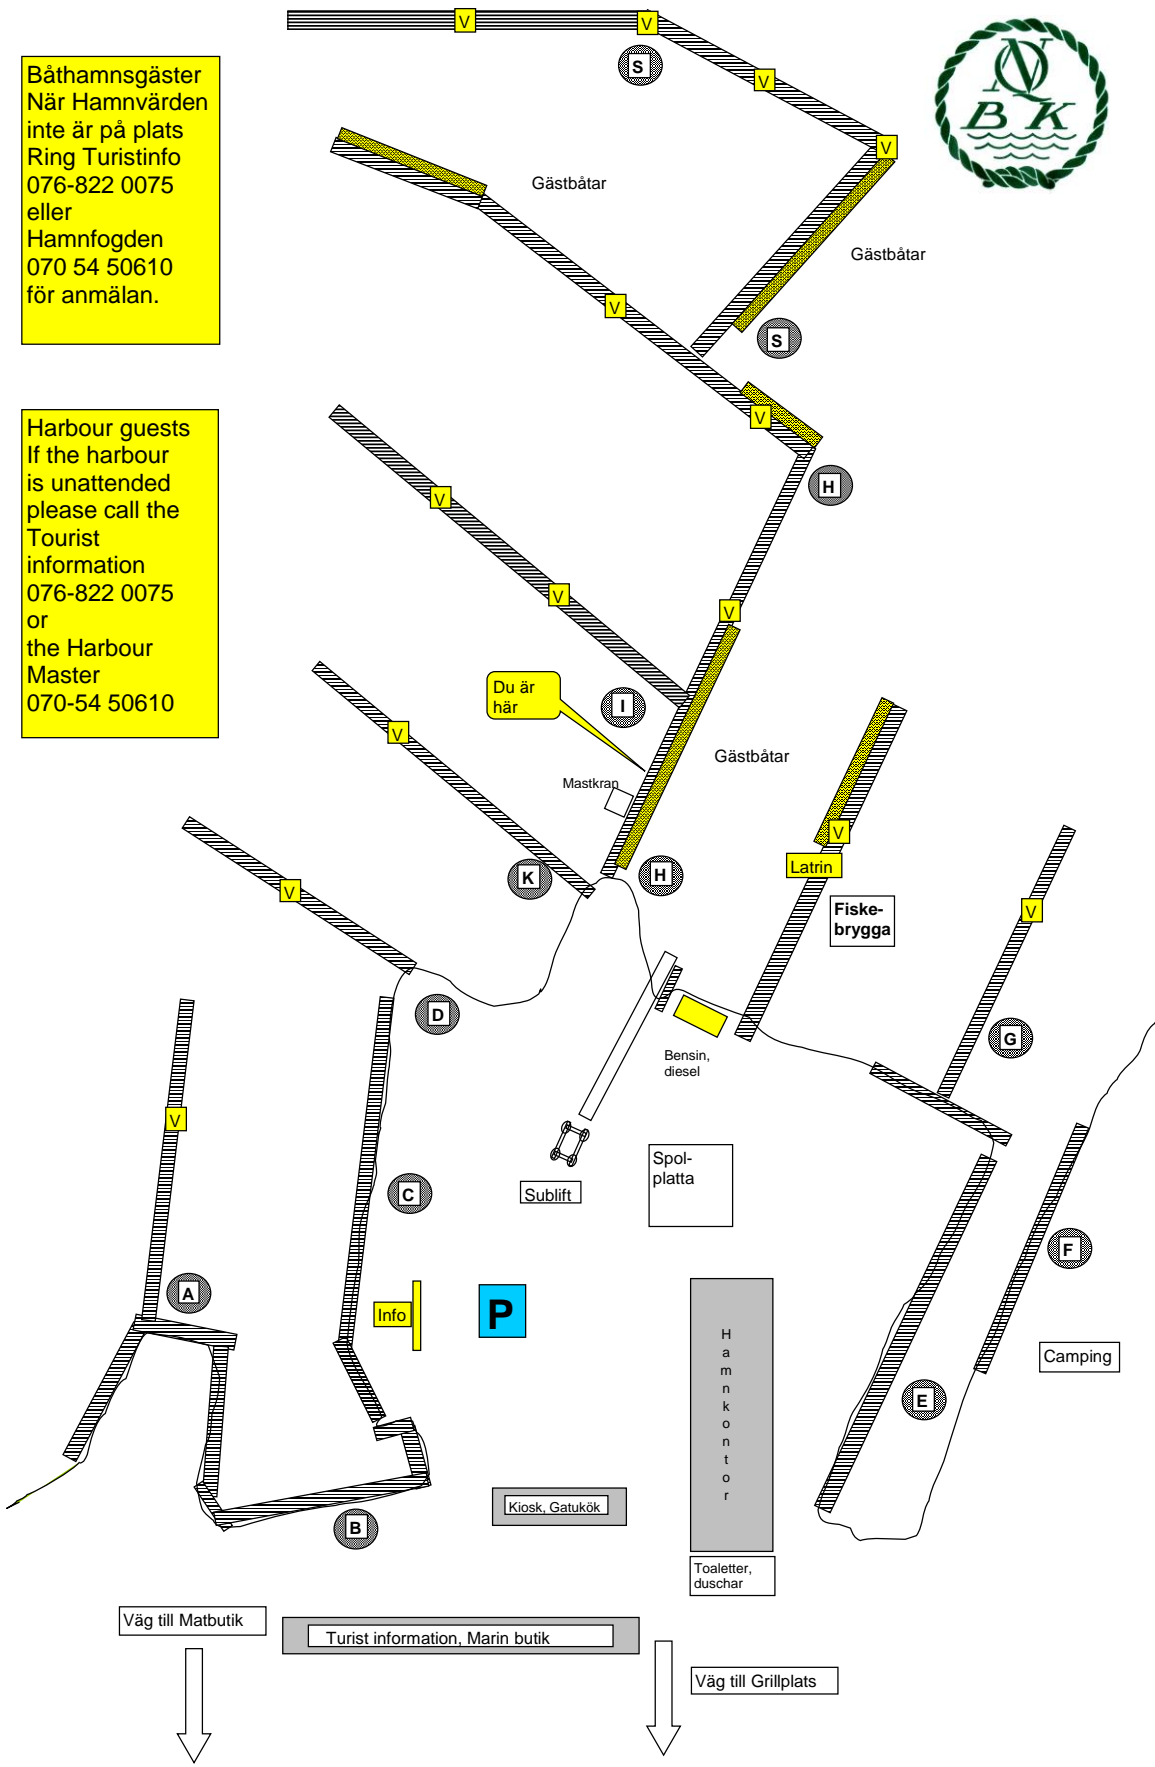 V
V
S
V
N
Q
B K
V
Båthamnsgäster
När Hamnvärden
inte är på plats
Ring Turistinfo
076-822 0075
eller
Hamnfogden
070 54 50610
för anmälan.
Gästbåtar
Gästbåtar
V
S
V
H
Harbour guests
If the harbour
is unattended
please call the
Tourist
information
076-822 0075
or
the Harbour
Master
070-54 50610
V
V
V
Du är
här
I
V
Gästbåtar
Mastkran
V
Latrin
K
H
V
Fiske-
brygga
V
D
G
Bensin,
diesel
V
C
Sublift
Spol-
platta
F
A
Info
P
Hamnkontor
Camping
E
B
Kiosk, Gatukök
Toaletter,
duschar
Väg till Matbutik
Turist information, Marin butik
Väg till Grillplats